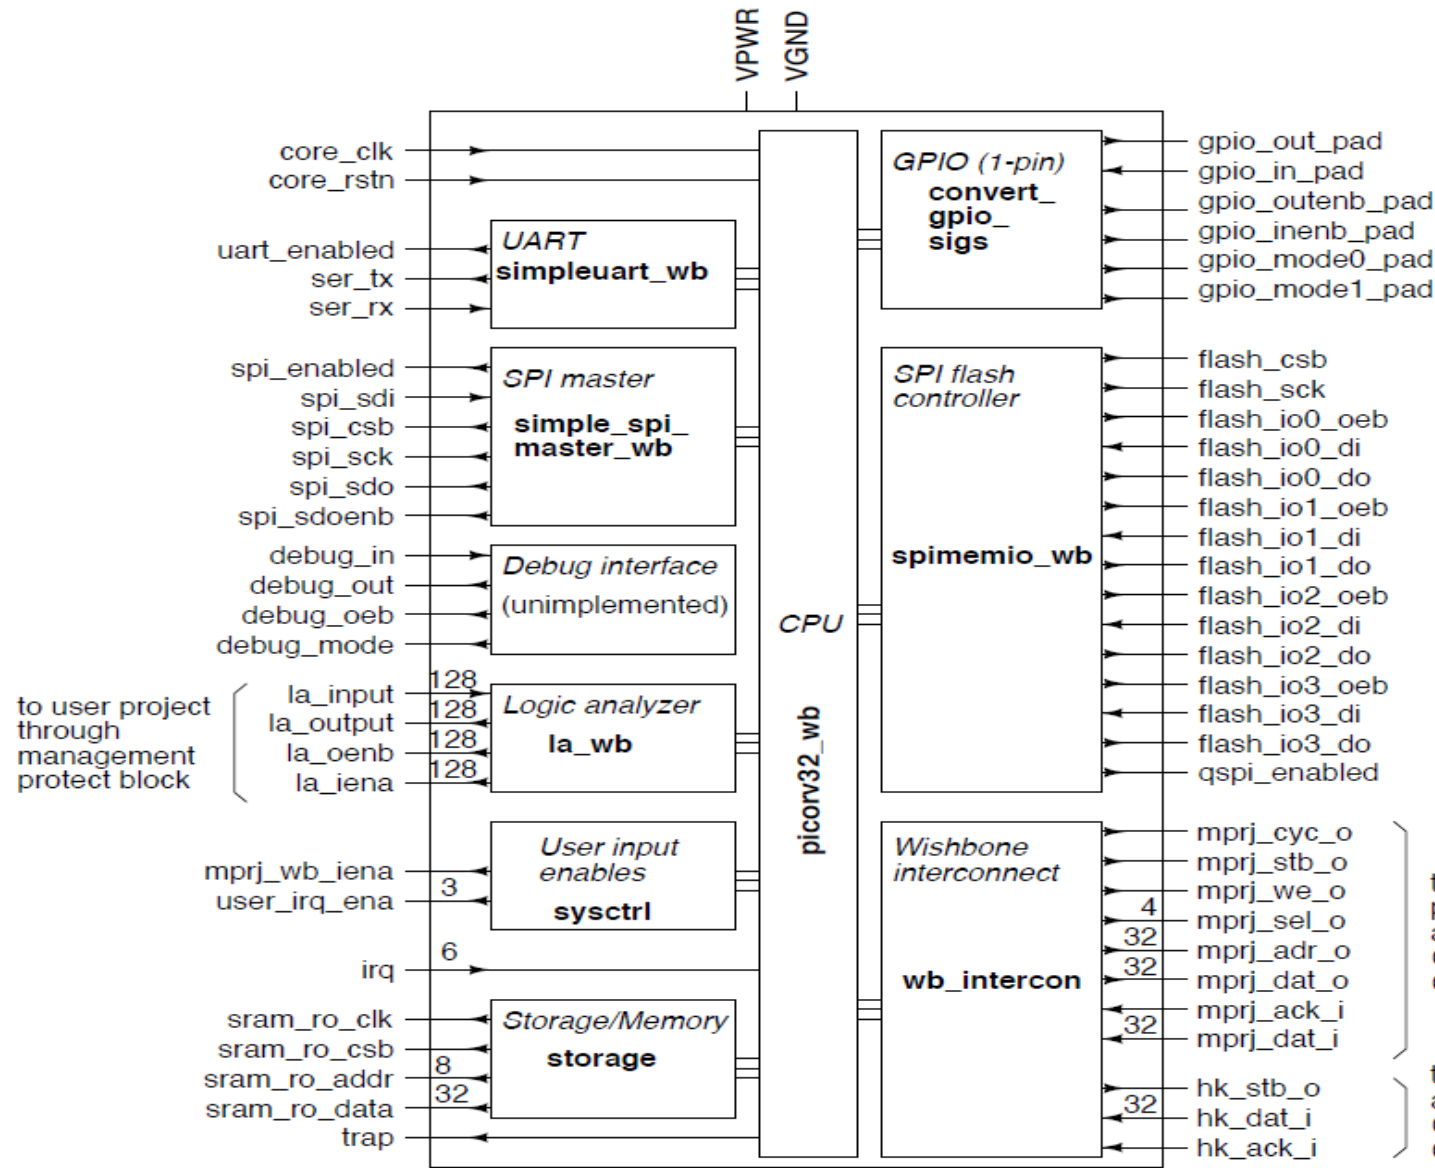 VPWR
VGND
core_clk
core_rstn
uart_enabled
ser_tx
ser_rx
UART
simpleuart_wb
spi_enabled
spi_sdi
spi_csb
spi_sck
spi_sdo
spi_sdoenb
SPI master
simple_spi_
master_wb
debug_in
debug_out
debug_oeb
debug_mode
Debug interface
(unimplemented)
to user project
through
management
protect block
la_input
la_output
la_oenb
la_iena
128
128
128
128
Logic analyzer
la_wb
mprj_wb_iena
user_irq_ena
3
User input
enables
sysctrl
irq
6
sram_ro_clk
sram_ro_csb
sram_ro_addr
sram_ro_data
8
32
Storage/Memory
storage
trap
CPU
picorv32_wb
GPIO (1-pin)
convert_
gpio_
sigs
gpio_out_pad
gpio_in_pad
gpio_outenb_pad
gpio_inenb_pad
gpio_mode0_pad
gpio_mode1_pad
SPI flash
controller
spimemio_wb
flash_csb
flash_sck
flash_io0_oeb
flash_io0_di
flash_io0_do
flash_io1_oeb
flash_io1_di
flash_io1_do
flash_io2_oeb
flash_io2_di
flash_io2_do
flash_io3_oeb
flash_io3_di
flash_io3_do
qspi_enabled
Wishbone
interconnect
wb_intercon
mprj_cyc_o
mprj_stb_o
mprj_we_o
4
mprj_sel_o
32
mprj_adr_o
32
mprj_dat_o
mprj_ack_i
32
mprj_dat_i
hk_stb_o
32
hk_dat_i
hk_ack_i